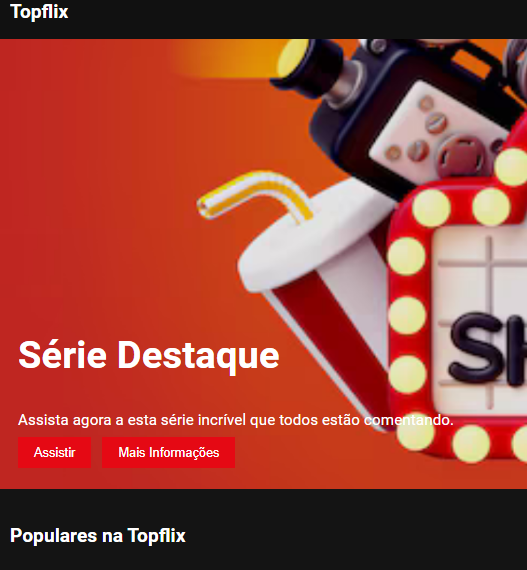 Topflix
SH
Série Destaque
Assista agora a esta série incrível que todos estão comentando.
Assistir
Mais Informações
Populares na Topflix